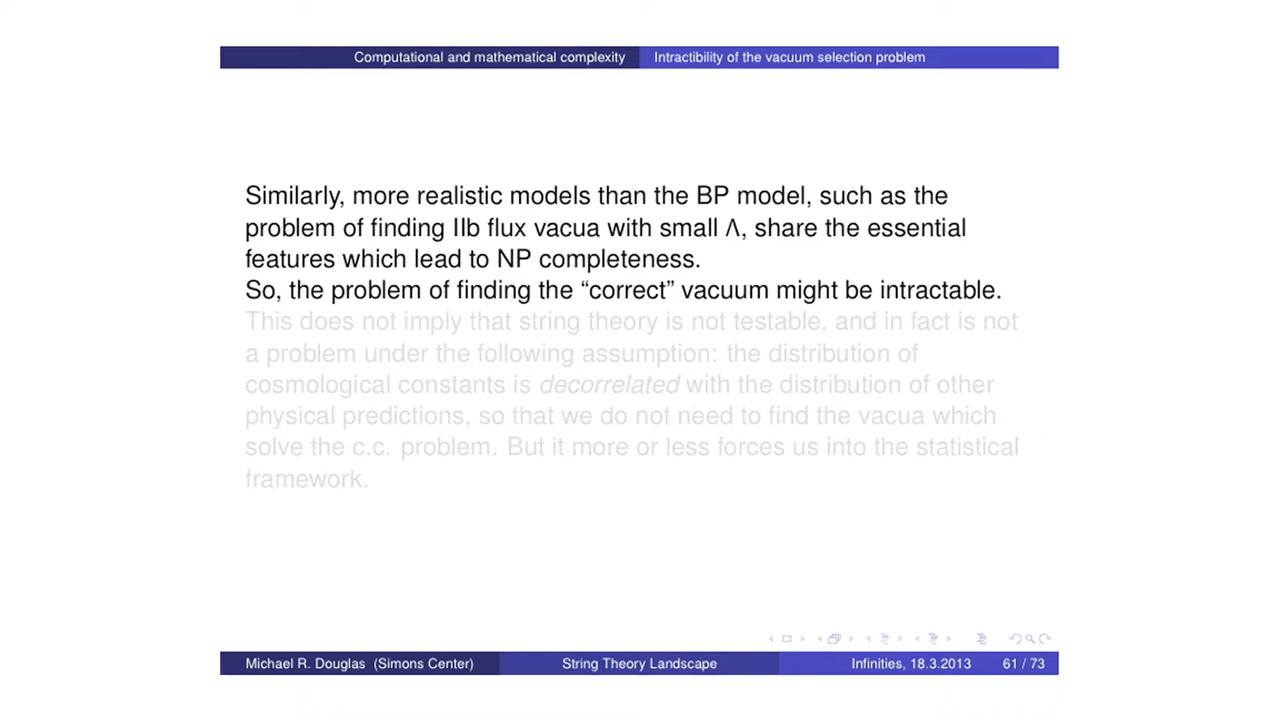 Computational and mathematical complexity Intractibility of the vacuum selection problem
Similarly, more realistic models than the BP model, such as the
problem of finding IIb flux vacua with small Λ, share the essential
features which lead to NP completeness.
So, the problem of finding the “correct” vacuum might be intractable.
This does not imply that string theory is not testable, and in fact is not
a problem under the following assumption: the distribution of
cosmological constants is decorrelated with the distribution of other
physical predictions, so that we do not need to find the vacua which
solve the c.c. problem. But it more or less forces us into the statistical
framework.
Michael R. Douglas (Simons Center) String Theory Landscape Infinities, 18.3.2013 61 / 73